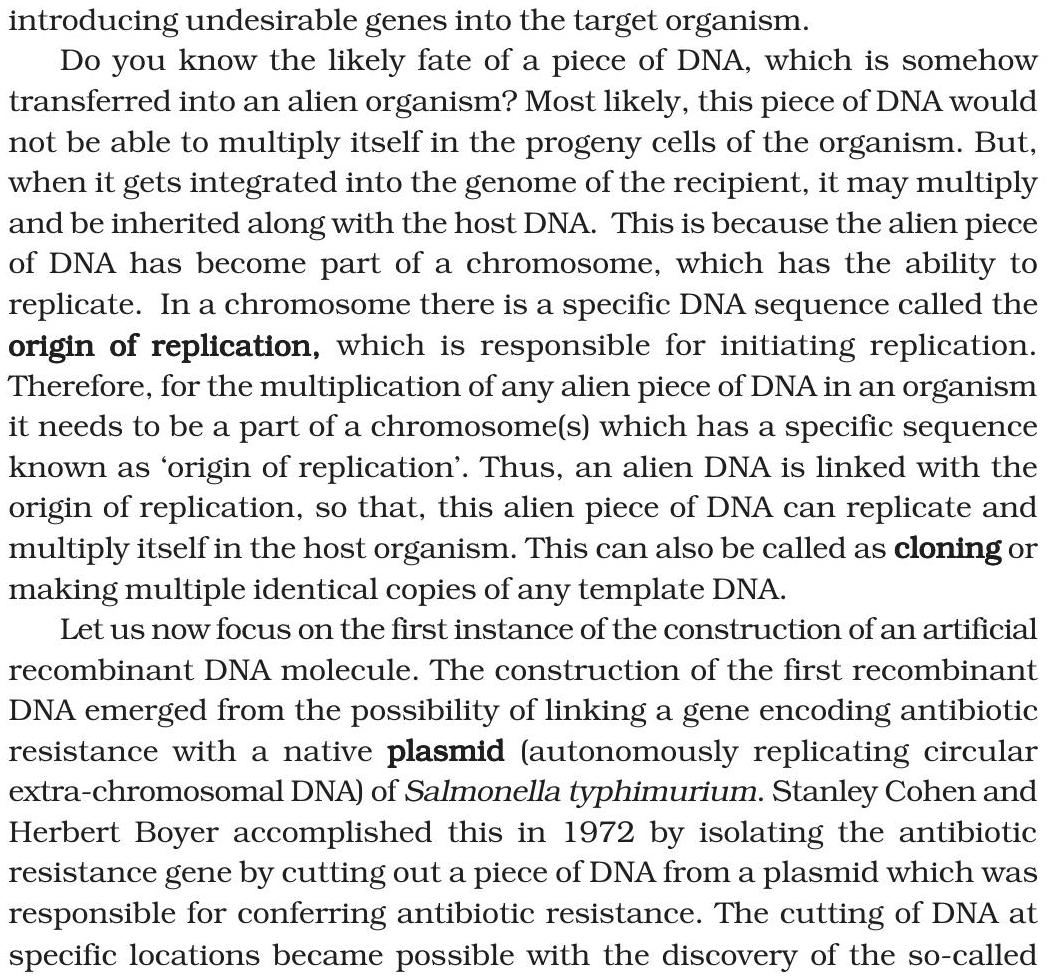 introducing undesirable genes into the target organism.
Do you know the likely fate of a piece of DNA, which is somehow
transferred into an alien organism? Most likely, this piece of DNA would
not be able to multiply itself in the progeny cells of the organism. But,
when it gets integrated into the genome of the recipient, it may multiply
and be inherited along with the host DNA. This is because the alien piece
of DNA has become part of a chromosome, which has the ability to
replicate. In a chromosome there is a specific DNA sequence called the
origin of replication, which is responsible for initiating replication.
Therefore, for the multiplication of any alien piece of DNA in an organism
it needs to be a part of a chromosome(s) which has a specific sequence
known as ‘origin of replication’. Thus, an alien DNA is linked with the
origin of replication, so that, this alien piece of DNA can replicate and
multiply itself in the host organism. This can also be called as cloning or
making multiple identical copies of any template DNA.
Let us now focus on the first instance of the construction of an artificial
recombinant DNA molecule. The construction of the first recombinant
DNA emerged from the possibility of linking a gene encoding antibiotic
resistance with a native plasmid (autonomously replicating circular
extra-chromosomal DNA) of Salmonella typhimurium. Stanley Cohen and
Herbert Boyer accomplished this in 1972 by isolating the antibiotic
resistance gene by cutting out a piece of DNA from a plasmid which was
responsible for conferring antibiotic resistance. The cutting of DNA at
specific locations became possible with the discovery of the so-called